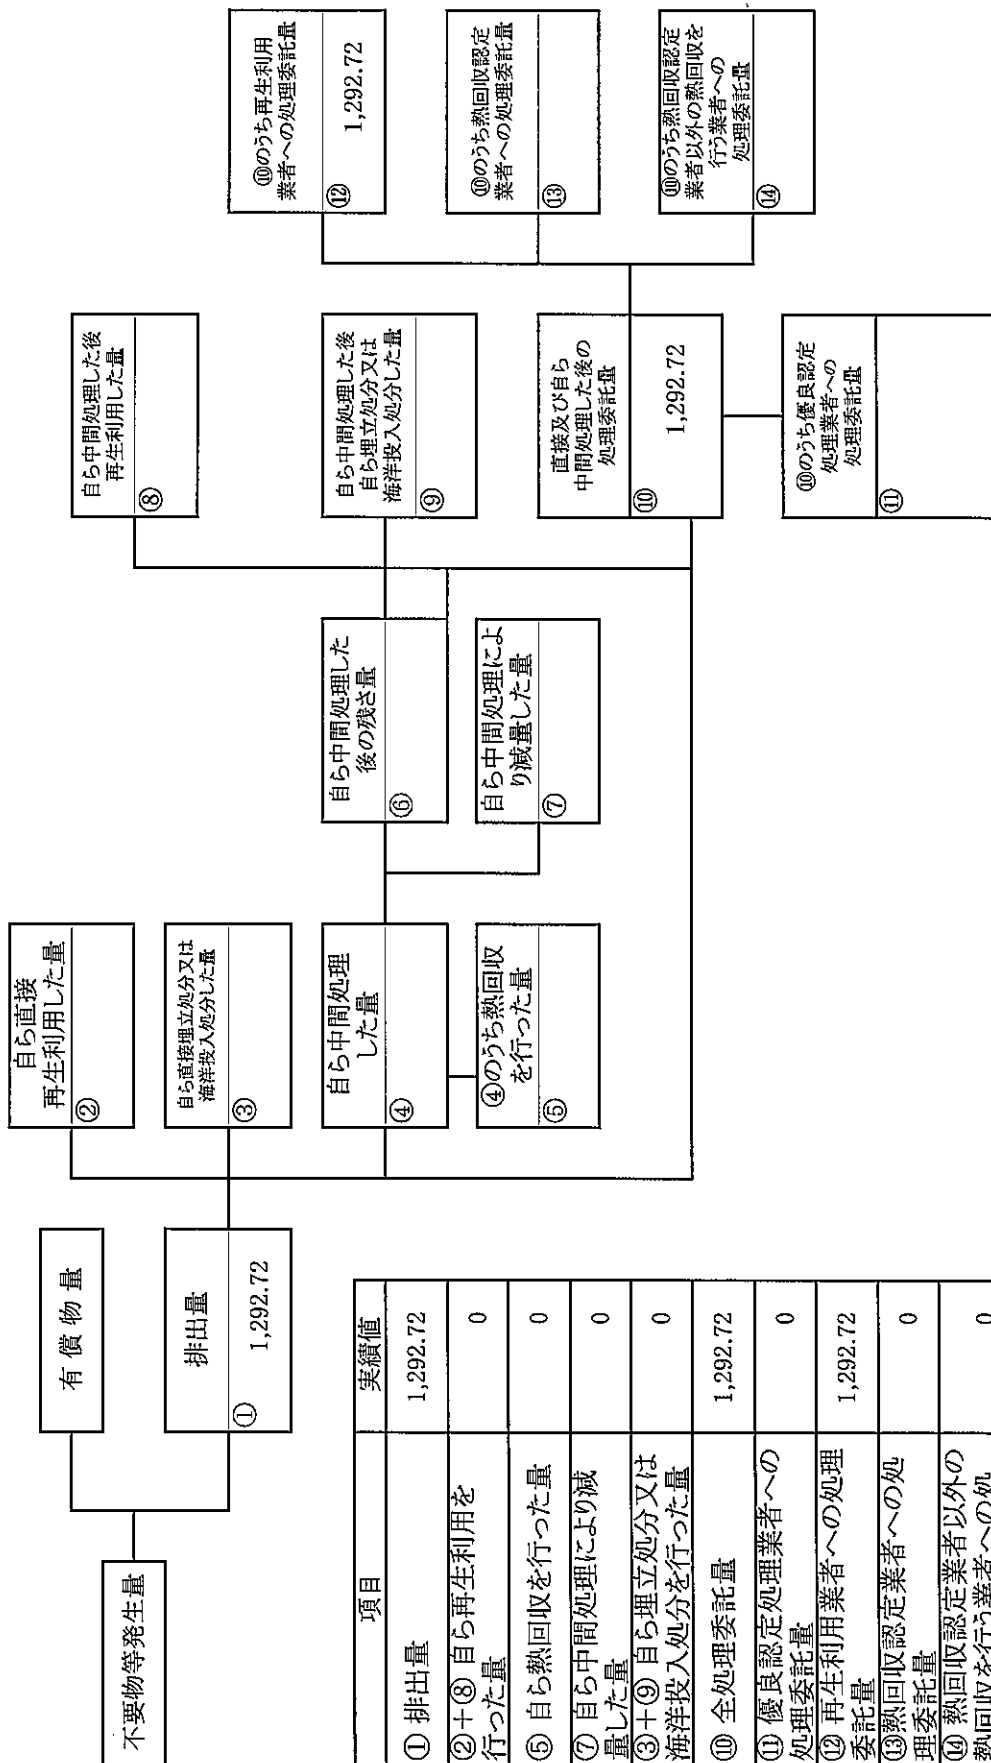 不要物等発生量
有償物量
排出量
①
1,292.72
自ら直接
再生利用した量
②
自ら直接埋立処分又は
海洋投入処分した量
③
自ら中間処理
した量
④
④のうち熱回収
を行った量
⑤
自ら中間処理した
後の残さ量
⑥
自ら中間処理によ
り減量した量
⑦
自ら中間処理した後
再生利用した量
⑧
自ら中間処理した後
自ら埋立処分又は
海洋投入処分した量
⑨
直接及び自ら
中間処理した後の
処理委託量
⑩
1,292.72
⑩のうち優良認定
処理業者への
処理委託量
⑪
⑩のうち再生利用
業者への処理委託量
⑫
1,292.72
⑩のうち熱回収認定
業者への処理委託量
⑬
⑩のうち熱回収認定
業者以外の熱回収を
行う業者への
処理委託量
⑭
項目 実績値
①排出量 1,292.72
②+⑧ 自ら再生利用を
行った量 0
⑤ 自ら熱回収を行った量 0
⑦ 自ら中間処理により減
量した量 0
③+⑨ 自ら埋立処分又は
海洋投入処分を行った量 0
⑩ 全処理委託量 1,292.72
⑪ 優良認定処理業者への
処理委託量 0
⑫ 再生利用業者への処理
委託量 1,292.72
⑬熱回収認定業者への処
理委託量 0
⑭ 熱回収認定業者以外の
熱回収を行う業者への処 0